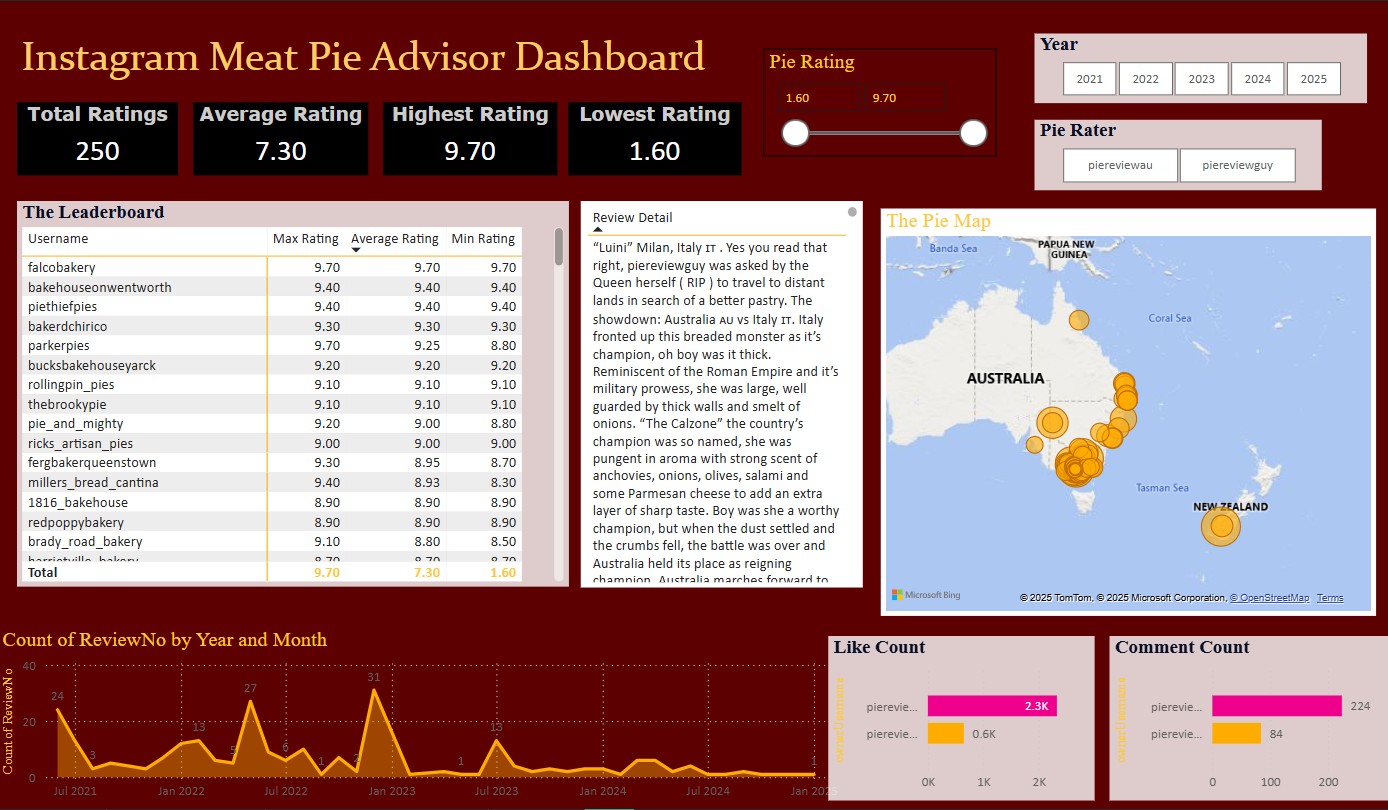 Instagram Meat Pie Advisor Dashboard
Total Ratings
250
Average Rating
7.30
Highest Rating
9.70
Lowest Rating
1.60
Pie Rating
1.60 9.70
Year
2021 2022 2023 2024 2025
Pie Rater
piereviewau piereviewguy
The Leaderboard
Username Max Rating Average Rating Min Rating
falcobakery 9.70 9.70 9.70
bakehouseonwentworth 9.40 9.40 9.40
piethiefpies 9.40 9.40 9.40
bakerdchirico 9.30 9.30 9.30
parkerpies 9.70 9.25 8.80
bucksbakehouseyarck 9.20 9.20 9.20
rollingpin_pies 9.10 9.10 9.10
thebrookypie 9.10 9.10 9.10
pie_and_mighty 9.20 9.00 8.80
ricks_artisan_pies 9.00 9.00 9.00
fergbakerqueenstown 9.30 8.95 8.70
millers_bread_cantina 9.40 8.93 8.30
1816_bakehouse 8.90 8.90 8.90
redpoppybakery 8.90 8.90 8.90
brady_road_bakery 9.10 8.80 8.50
harrietville_bakery 8.70 8.70 8.70
Total 9.70 7.30 1.60
Review Detail
“Luini” Milan, Italy IT . Yes you read that
right, piereviewguy was asked by the
Queen herself ( RIP ) to travel to distant
lands in search of a better pastry. The
showdown: Australia AU vs Italy IT. Italy
fronted up this breaded monster as it’s
champion, oh boy was it thick.
Reminiscent of the Roman Empire and it’s
military prowess, she was large, well
guarded by thick walls and smelt of
onions. “The Calzone” the country’s
champion was so named, she was
pungent in aroma with strong scent of
anchovies, onions, olives, salami and
some Parmesan cheese to add an extra
layer of sharp taste. Boy was she a worthy
champion, but when the dust settled and
the crumbs fell, the battle was over and
Australia held its place as reigning
champion. Australia marches forward to
The Pie Map
Banda Sea
PAPUA NEW
GUINEA
Coral Sea
AUSTRALIA
Tasman Sea
NEW ZEALAND
Microsoft Bing
© 2025 TomTom, © 2025 Microsoft Corporation, © OpenStreetMap Terms
Count of ReviewNo by Year and Month
Count of ReviewNo
40
20
0
24
3
13
5
27
6
1
2
31
1
13
1
Jul 2021 Jan 2022 Jul 2022 Jan 2023 Jul 2023 Jan 2024 Jul 2024 Jan 2025
Like Count
ownerUsername
pierevie... 2.3K
pierevie... 0.6K
0K 1K 2K
Comment Count
ownerUsername
pierevie... 224
pierevie... 84
0 100 200